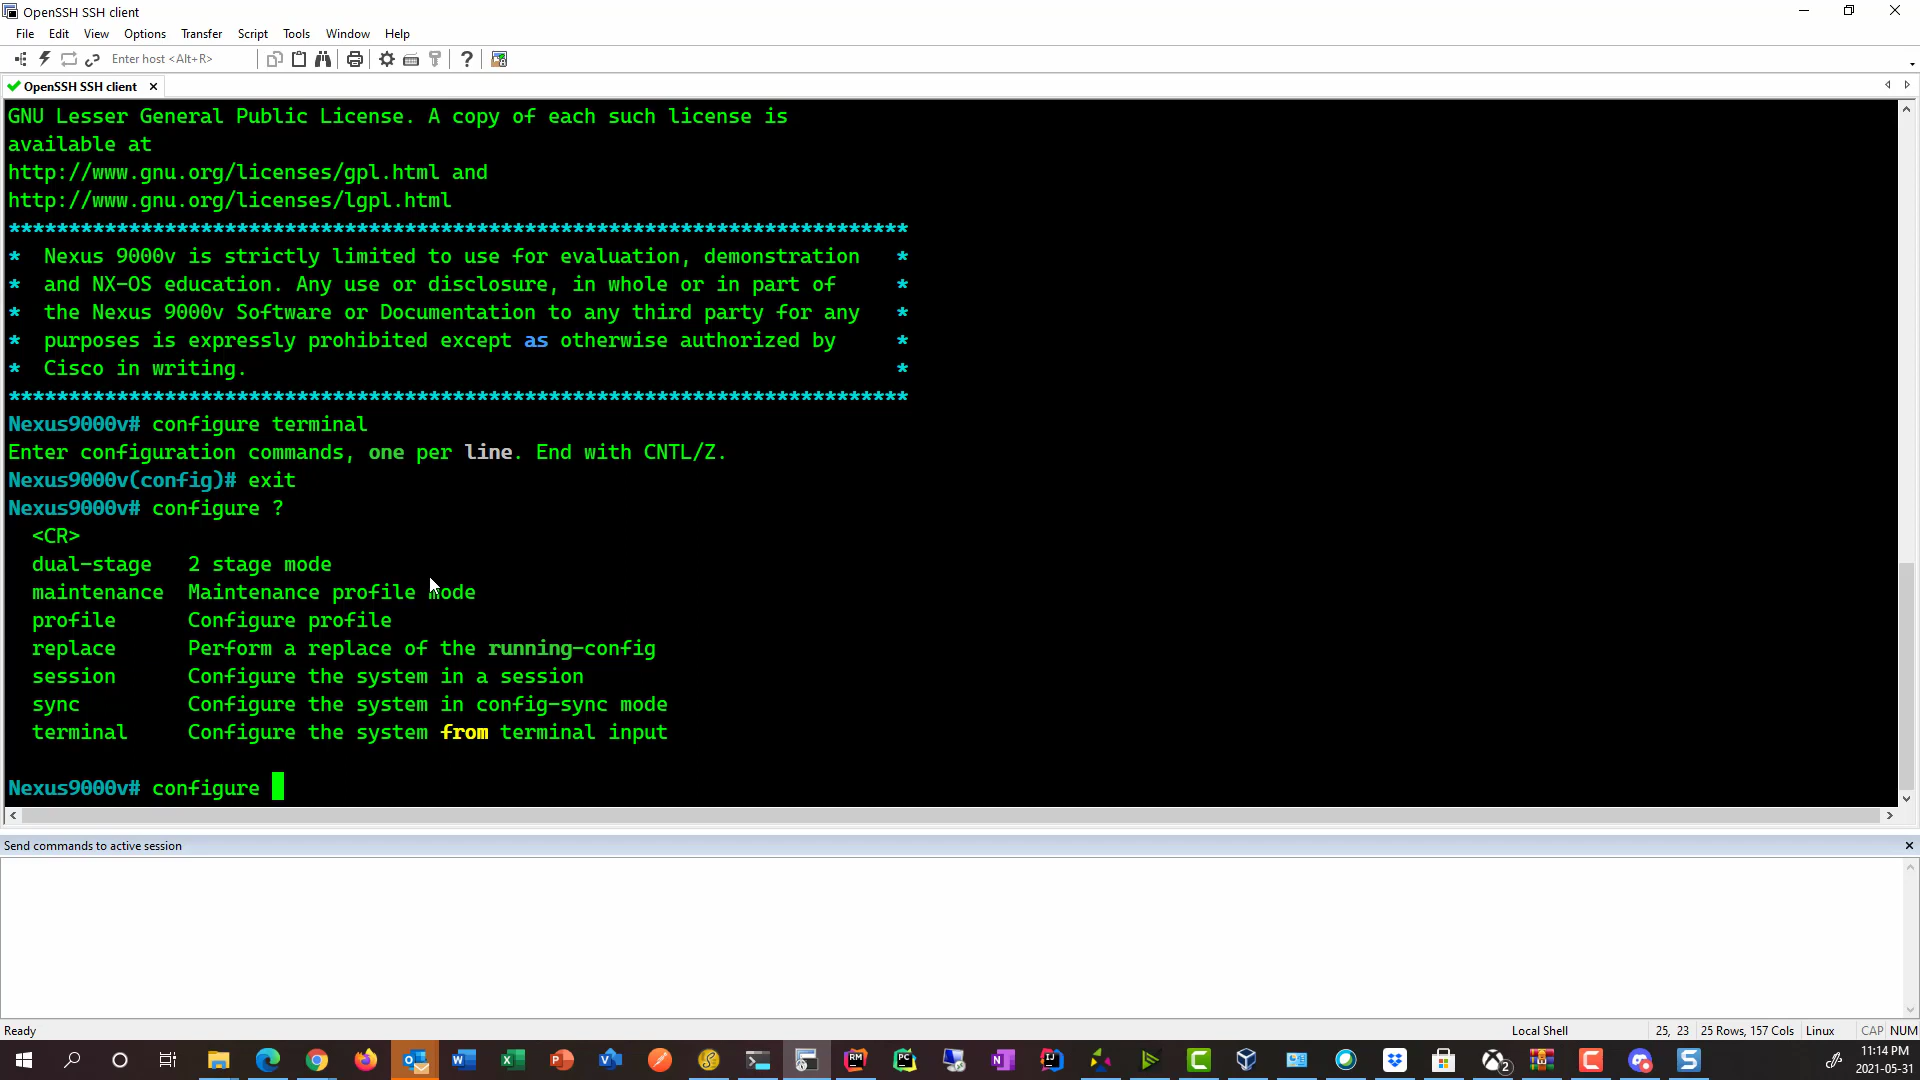 OpenSSH SSH client
File Edit View Options Transfer Script Tools Window Help
Enter host <Alt+R>
OpenSSH SSH client
GNU Lesser General Public License. A copy of each such license is
available at
http://www.gnu.org/licenses/gpl.html and
http://www.gnu.org/licenses/lgpl.html
***************************************************************************
*  Nexus 9000v is strictly limited to use for evaluation, demonstration   *
*  and NX-OS education. Any use or disclosure, in whole or in part of     *
*  the Nexus 9000v Software or Documentation to any third party for any   *
*  purposes is expressly prohibited except as otherwise authorized by     *
*  Cisco in writing.                                                      *
***************************************************************************
Nexus9000v# configure terminal
Enter configuration commands, one per line. End with CNTL/Z.
Nexus9000v(config)# exit
Nexus9000v# configure ?
  <CR>
  dual-stage   2 stage mode
  maintenance  Maintenance profile mode
  profile      Configure profile
  replace      Perform a replace of the running-config
  session      Configure the system in a session
  sync         Configure the system in config-sync mode
  terminal     Configure the system from terminal input
Nexus9000v# configure
Send commands to active session
Ready Local Shell 25, 23 25 Rows, 157 Cols Linux CAP NUM
11:14 PM
2021-05-31